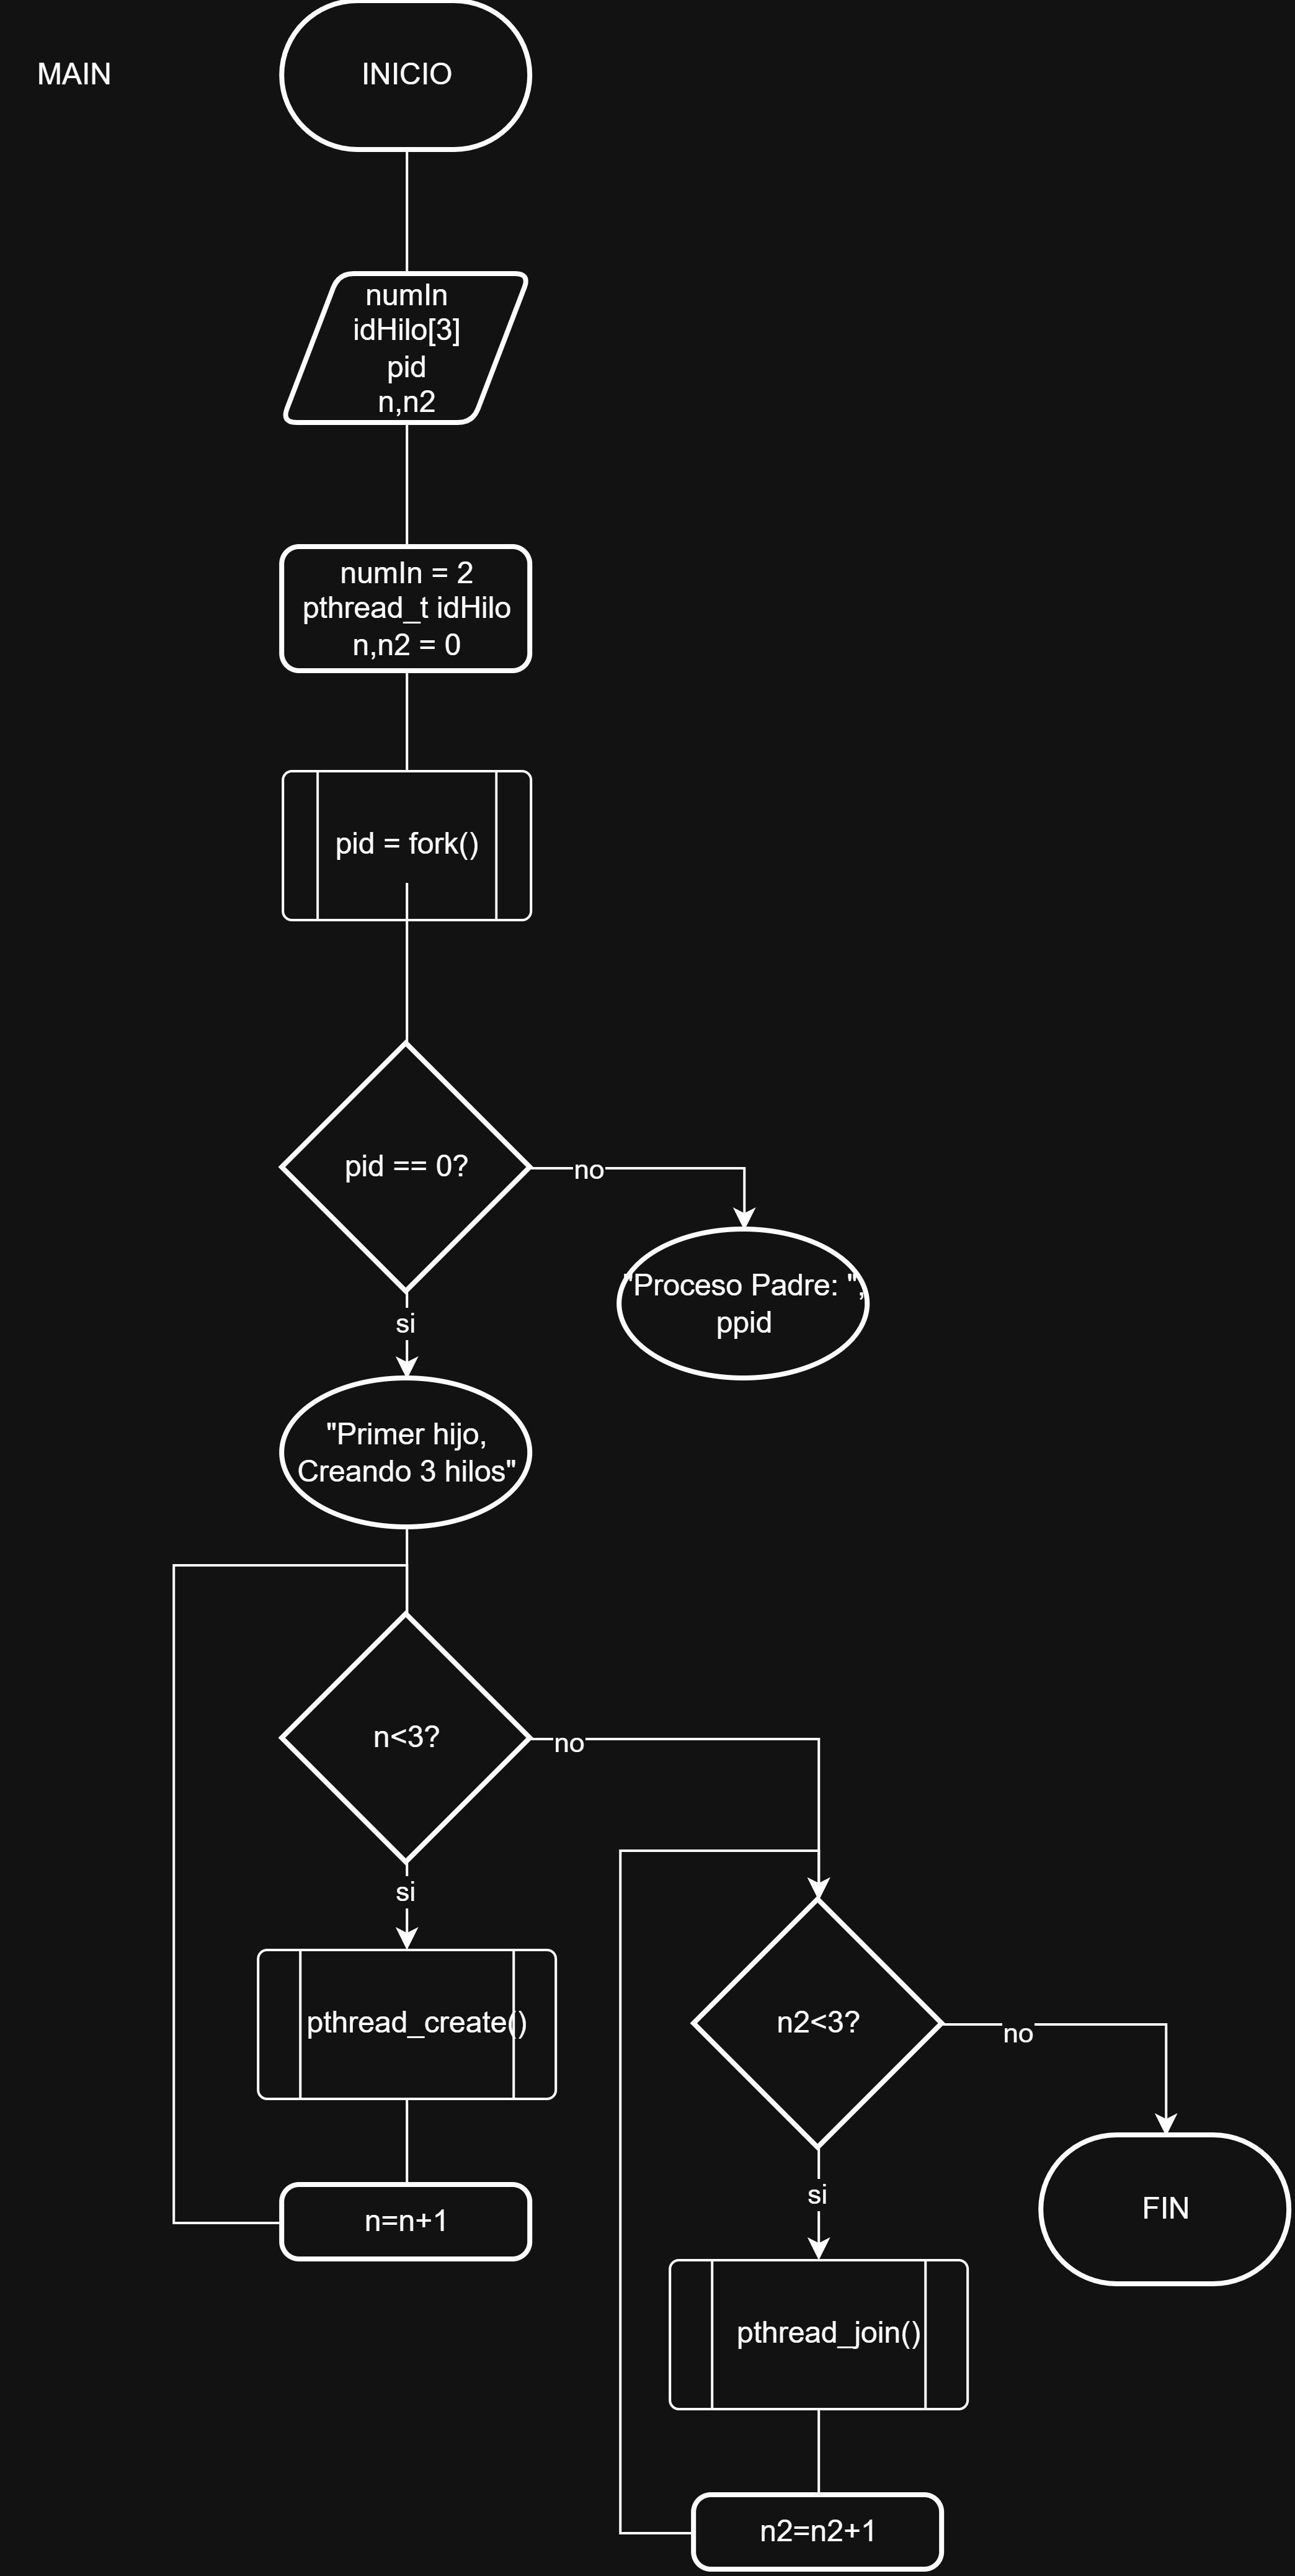 MAIN
INICIO
numIn
idHilo[3]
pid
n,n2
numIn = 2
pthread_t idHilo
n,n2 = 0
pid = fork()
pid == 0?
no
"Proceso Padre: ",
ppid
si
"Primer hijo,
Creando 3 hilos"
n<3?
no
si
pthread_create()
n=n+1
n2<3?
no
si
FIN
pthread_join()
n2=n2+1